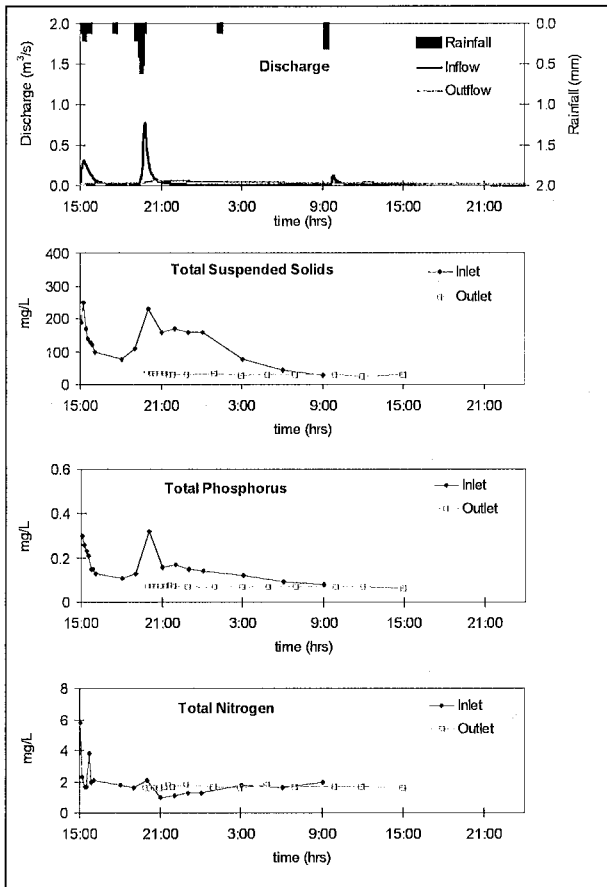 2.0 0.0
Discharge (m³/s)
1.5 0.5
1.0 1.0
0.5 1.5
0.0 2.0
Rainfall (mm)
Discharge
Rainfall
Inflow
Outflow
15:00 21:00 3:00 9:00 15:00 21:00
time (hrs)
Total Suspended Solids
Inlet
Outlet
mg/L
400
300
200
100
0
15:00 21:00 3:00 9:00 15:00 21:00
time (hrs)
Total Phosphorus
Inlet
Outlet
mg/L
0.6
0.4
0.2
0
15:00 21:00 3:00 9:00 15:00 21:00
time (hrs)
Total Nitrogen
Inlet
Outlet
mg/L
8
6
4
2
0
15:00 21:00 3:00 9:00 15:00 21:00
time (hrs)